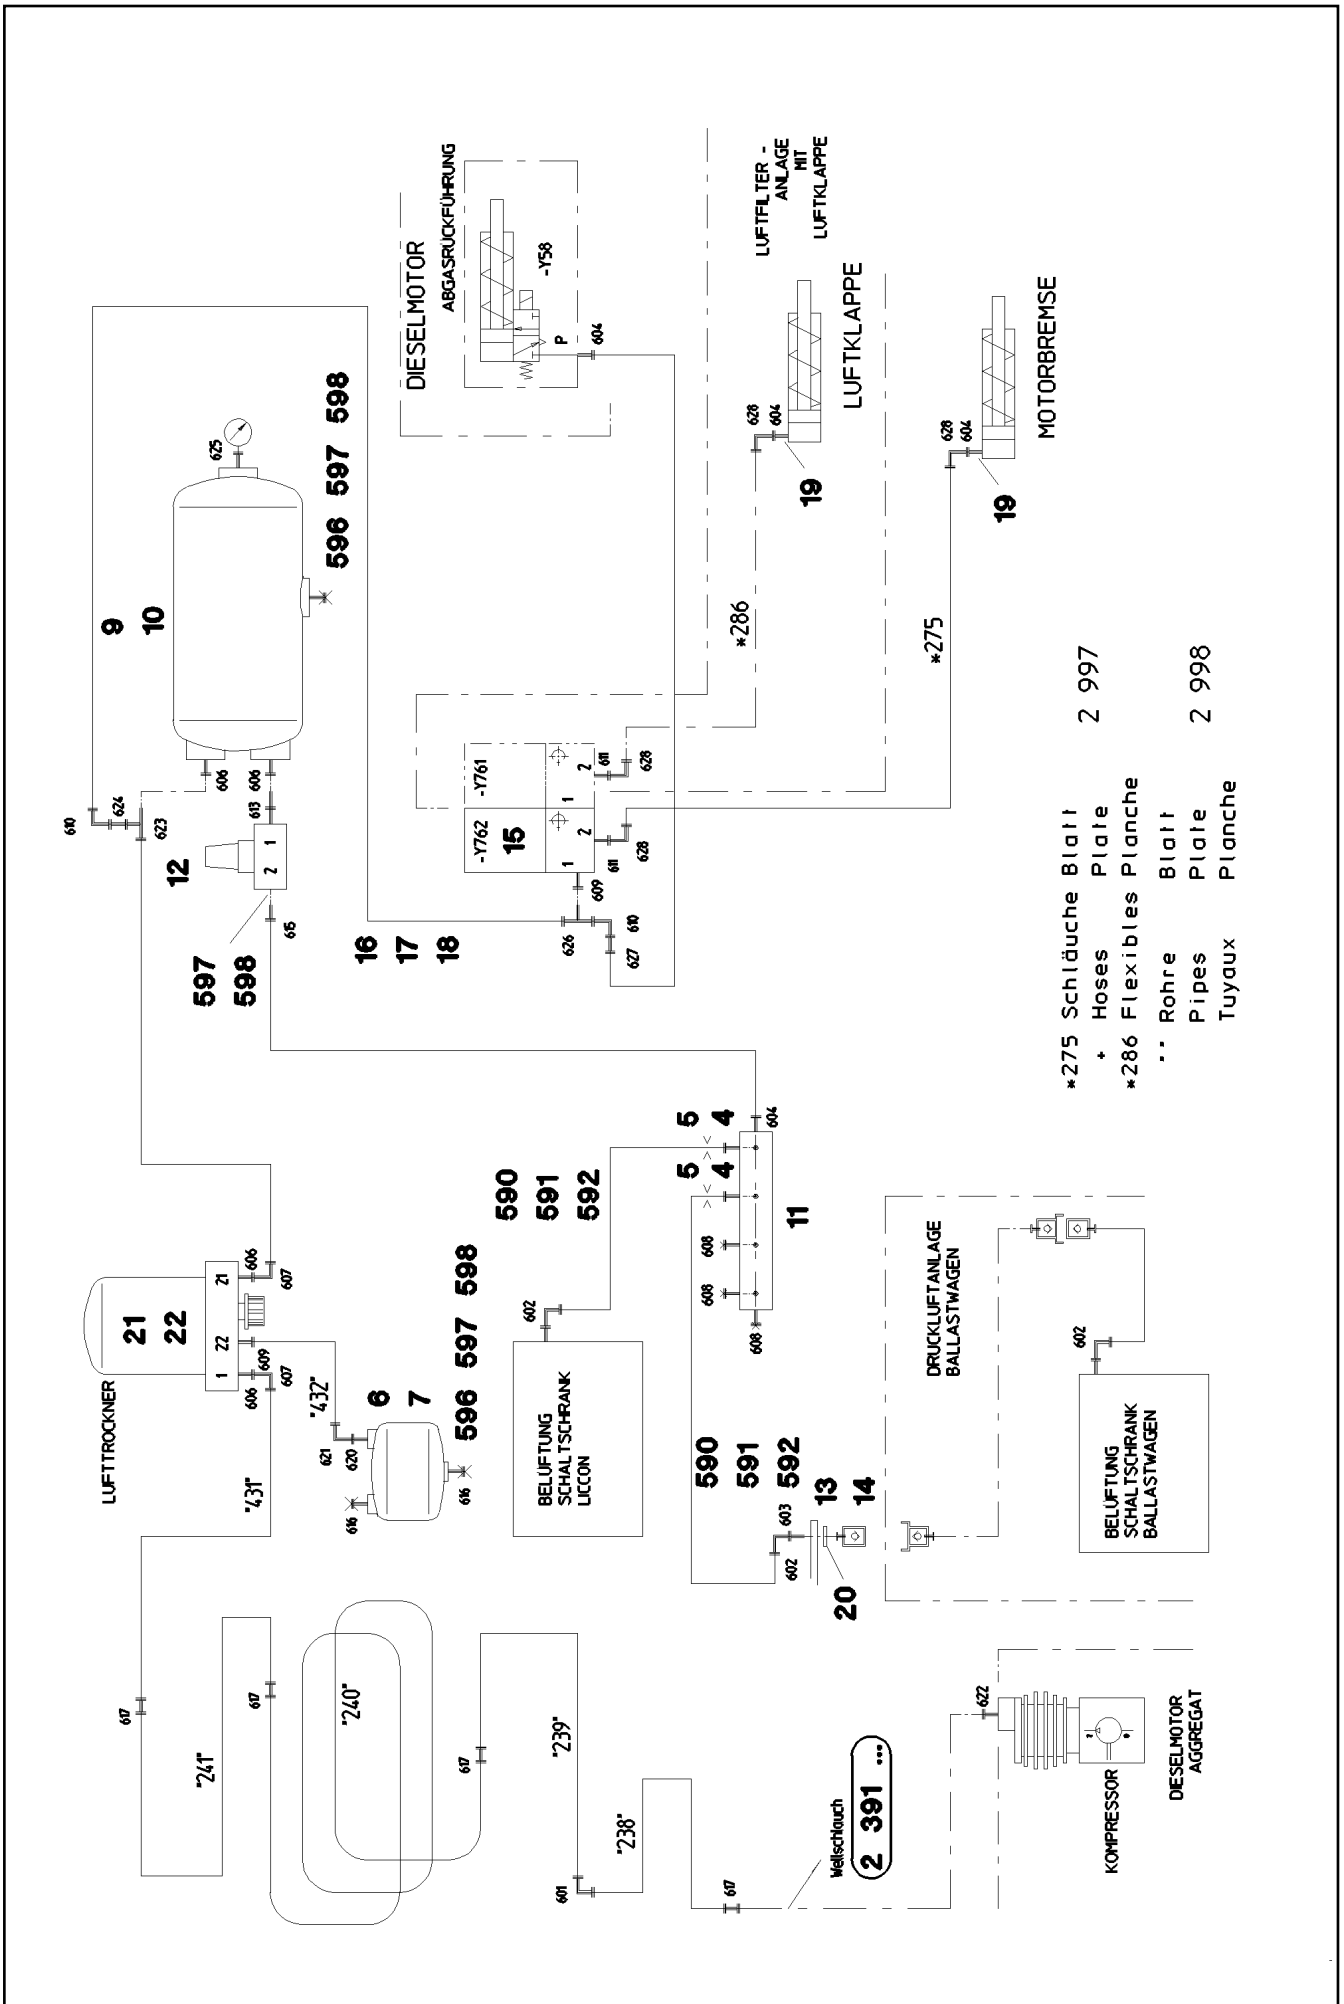 LUFTTROCKNER
21
22
1
22
21
606
607
609
606
607
"431"
"432"
621
620
616
616
6
7
596 597 598
617
"241"
617
"240"
617
"239"
601
"238"
617
Wellschlauch
2 391 ...
622
KOMPRESSOR
DIESELMOTOR
AGGREGAT
610
624
623
12
606
606
613
2 1
615
597
598
9
10
625
596 597 598
16
17
18
DIESELMOTOR
ABGASRÜCKFÜHRUNG
-Y58
P
604
-Y762
-Y761
15
1 2
1 2
611
628
611
628
609
626
610
627
*286
*275
LUFTFILTER -
ANLAGE
MIT
LUFTKLAPPE
628
604
19
LUFTKLAPPE
628
604
19
MOTORBREMSE
590
591
592
602
BELÜFTUNG
SCHALTSCHRANK
LICCON
5
4
5
4
604
608
608
608
11
590
591
592
603
602
13
14
20
DRUCKLUFTANLAGE
BALLASTWAGEN
602
BELÜFTUNG
SCHALTSCHRANK
BALLASTWAGEN
*275 Schläuche Blatt
+ Hoses Plate 2 997
*286 Flexibles Planche
" Rohre Blatt
Pipes Plate 2 998
Tuyaux Planche